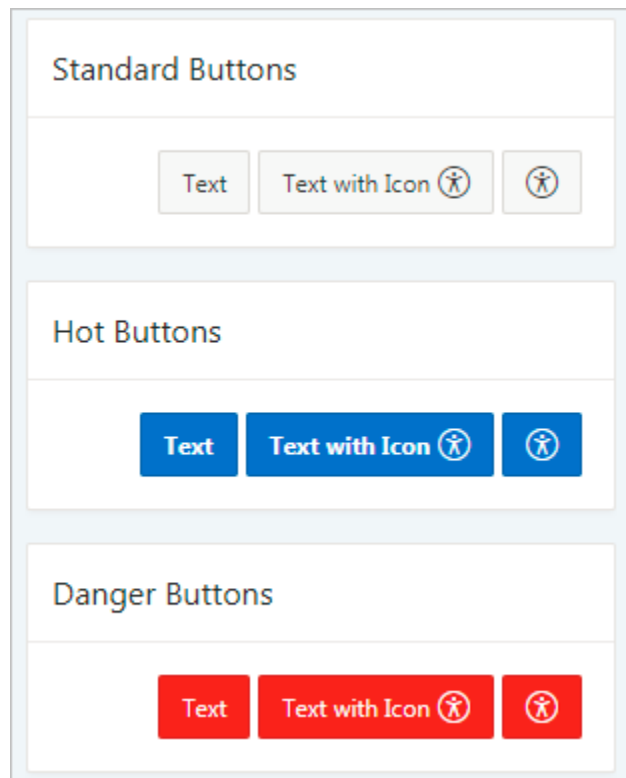 Standard Buttons
Text Text with Icon
Hot Buttons
Text Text with Icon
Danger Buttons
Text Text with Icon